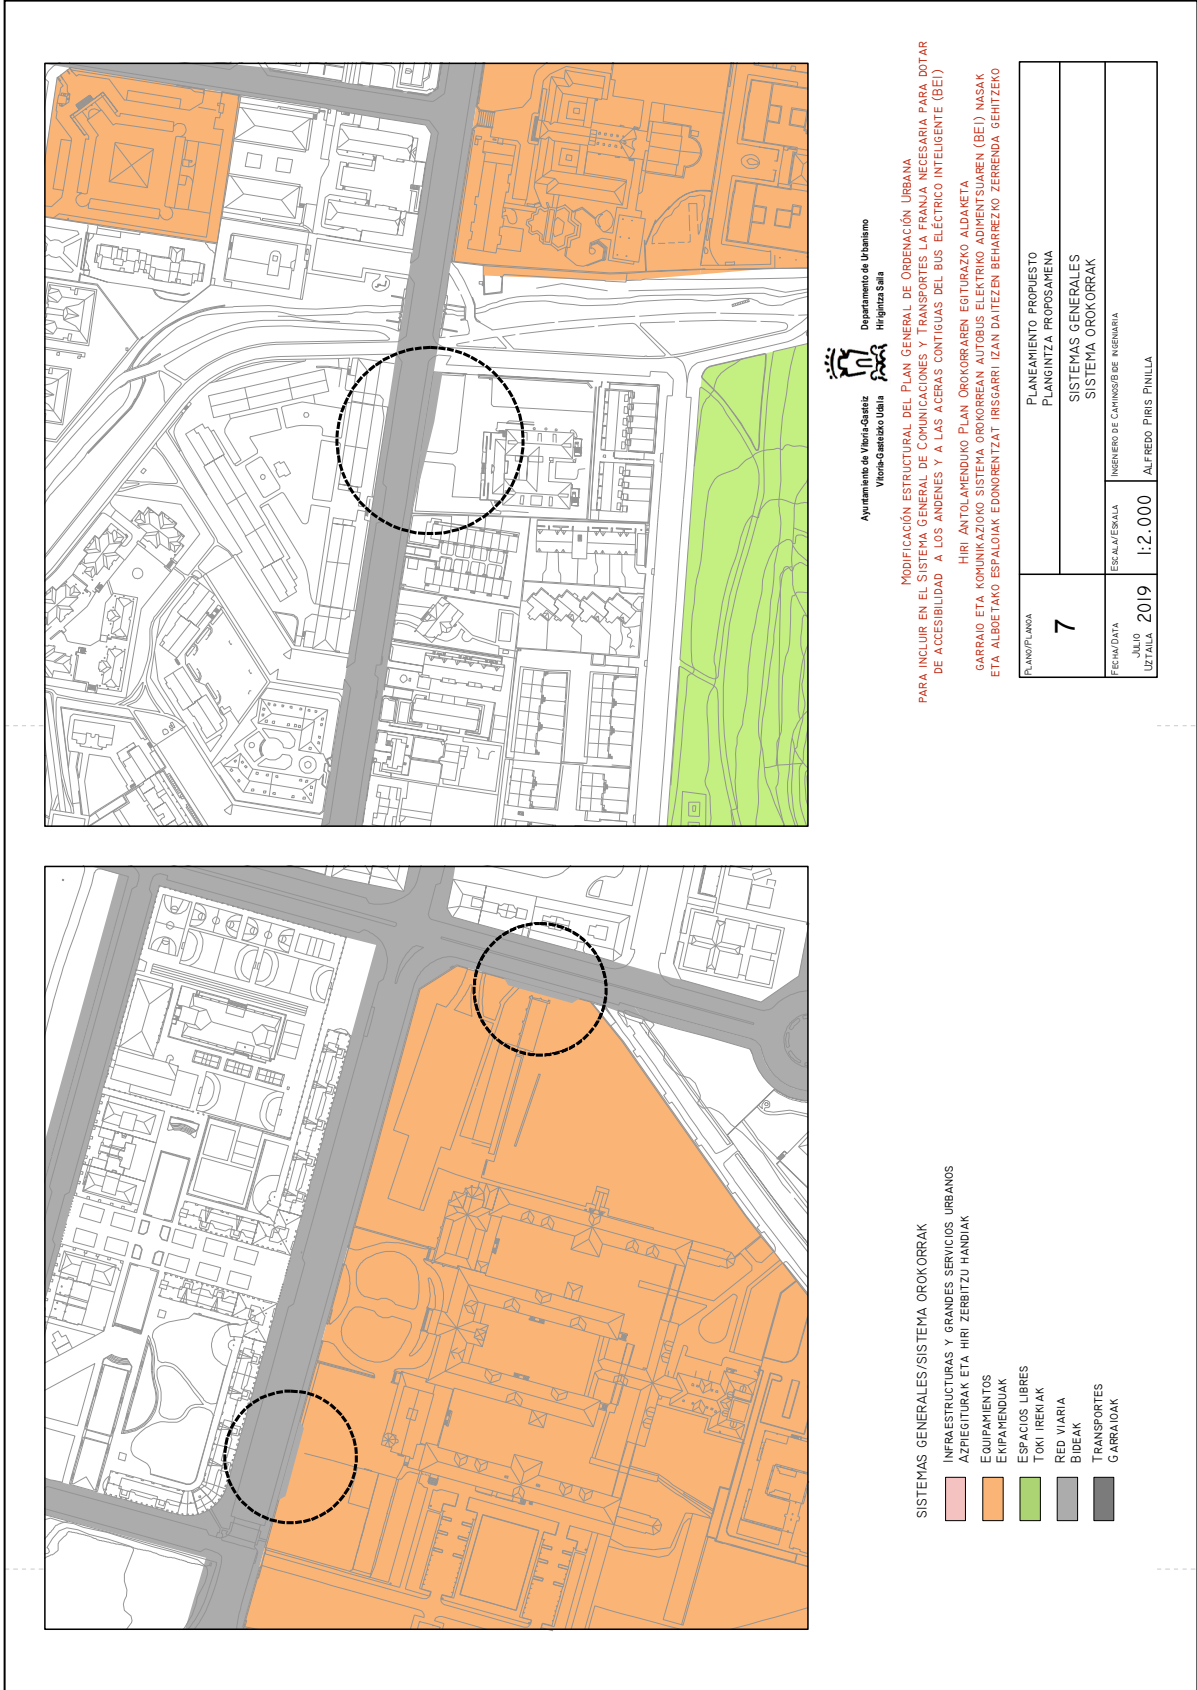 SISTEMAS GENERALES/SISTEMA OROKORRAK
INFRAESTRUCTURAS Y GRANDES SERVICIOS URBANOS
AZPIEGITURAK ETA HIRI ZERBITZU HANDIAK
EQUIPAMIENTOS
EKIPAMENDUAK
ESPACIOS LIBRES
TOKI IREKIAK
RED VIARIA
BIDEAK
TRANSPORTES
GARRAIOAK
Ayuntamiento de Vitoria-Gasteiz
Vitoria-Gasteizko Udala
Departamento de Urbanismo
Hirigintza Saila
MODIFICACIÓN ESTRUCTURAL DEL PLAN GENERAL DE ORDENACIÓN URBANA
PARA INCLUIR EN EL SISTEMA GENERAL DE COMUNICACIONES Y TRANSPORTES LA FRANJA NECESARIA PARA DOTAR
DE ACCESIBILIDAD A LOS ANDENES Y A LAS ACERAS CONTIGUAS DEL BUS ELÉCTRICO INTELIGENTE (BEI)
HIRI ANTOLAMENDUKO PLAN OROKORRAREN EGITURAZKO ALDAKETA
GARRAIO ETA KOMUNIKAZIOKO SISTEMA OROKORREAN AUTOBUS ELEKTRIKO ADIMENTSUAREN (BEI) NASAK
ETA ALBOETAKO ESPALOIAK EDONORENTZAT IRISGARRI IZAN DAITEZEN BEHARREZKO ZERRENDA GEHITZEKO
PLANO/PLANOA
7
PLANEAMIENTO PROPUESTO
PLANGINTZA PROPOSAMENA
SISTEMAS GENERALES
SISTEMA OROKORRAK
FECHA/DATA
JULIO
UZTAILA 2019
ESCALA/ESKALA
1:2.000
INGENIERO DE CAMINOS/BIDE INGENIARIA
ALFREDO PIRIS PINILLA